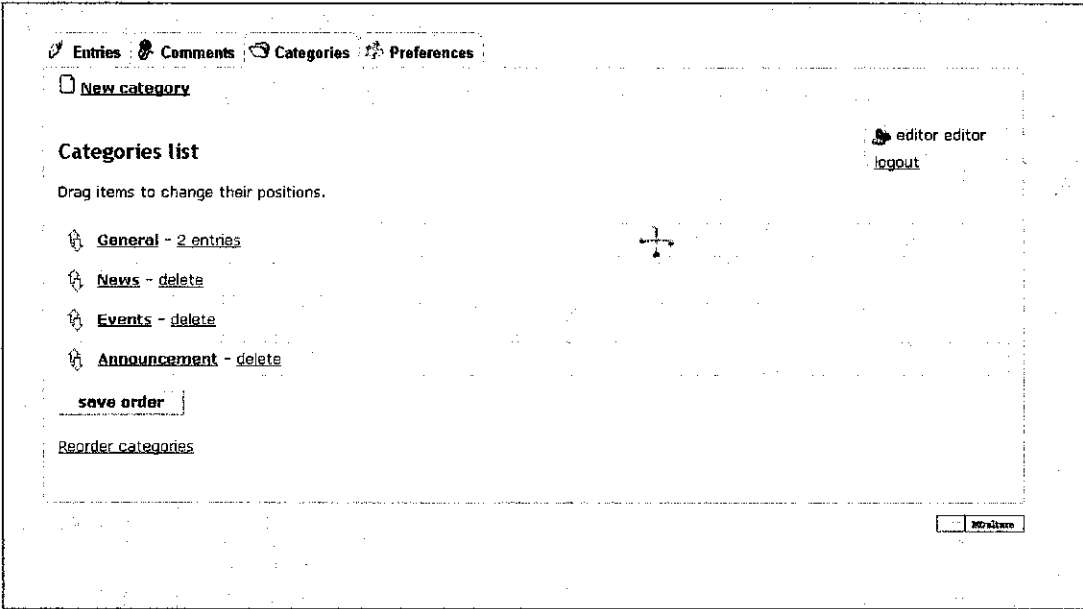 Entries Comments Categories Preferences
New category
editor editor
Categories list
logout
Drag items to change their positions.
General - 2 entries
News - delete
Events - delete
Announcement - delete
save order
Reorder categories